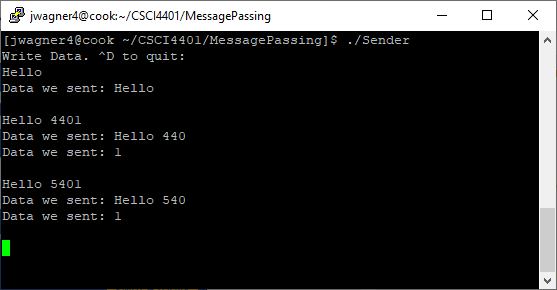 jwagner4@cook:~/CSCI4401/MessagePassing
[jwagner4@cook ~/CSCI4401/MessagePassing]$ ./Sender
Write Data. ^D to quit:
Hello
Data we sent: Hello
Hello 4401
Data we sent: Hello 440
Data we sent: 1
Hello 5401
Data we sent: Hello 540
Data we sent: 1